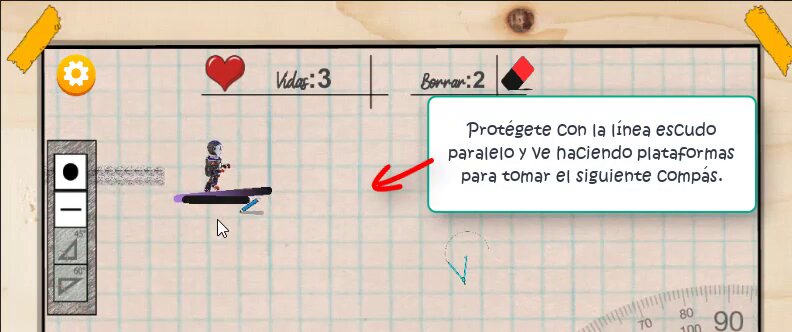 Vidas:3
Borrar:2
Protégete con la línea escudo
paralelo y ve haciendo plataformas
para tomar el siguiente compás.
45°
60°
70
80
90
100